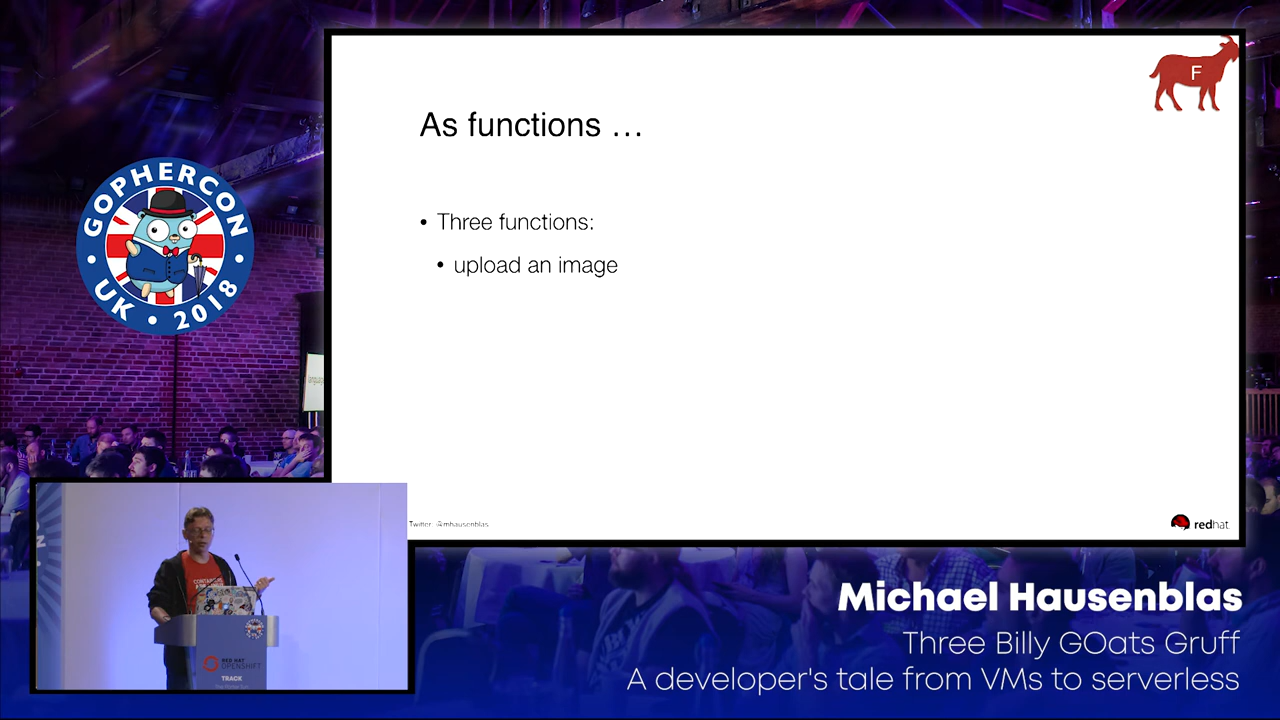 F
As functions …
• Three functions:
• upload an image
Twitter: @mhausenblas
redhat
GOPHERCON
UK • 2018
CONTAINERS
RED HAT
OPENSHIFT
TRACK
Michael Hausenblas
Three Billy GOats Gruff
A developer's tale from VMs to serverless